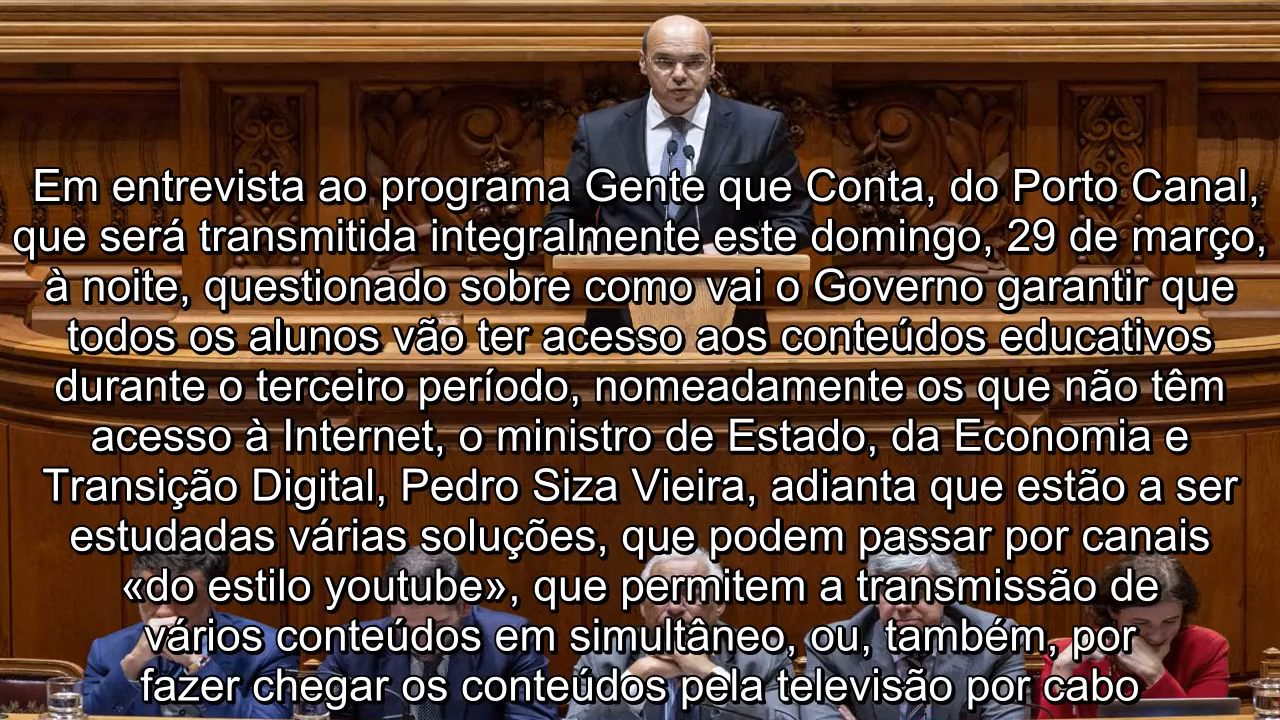 Em entrevista ao programa Gente que Conta, do Porto Canal,
que será transmitida integralmente este domingo, 29 de março,
à noite, questionado sobre como vai o Governo garantir que
todos os alunos vão ter acesso aos conteúdos educativos
durante o terceiro período, nomeadamente os que não têm
acesso à Internet, o ministro de Estado, da Economia e
Transição Digital, Pedro Siza Vieira, adianta que estão a ser
estudadas várias soluções, que podem passar por canais
«do estilo youtube», que permitem a transmissão de
vários conteúdos em simultâneo, ou, também, por
fazer chegar os conteúdos pela televisão por cabo